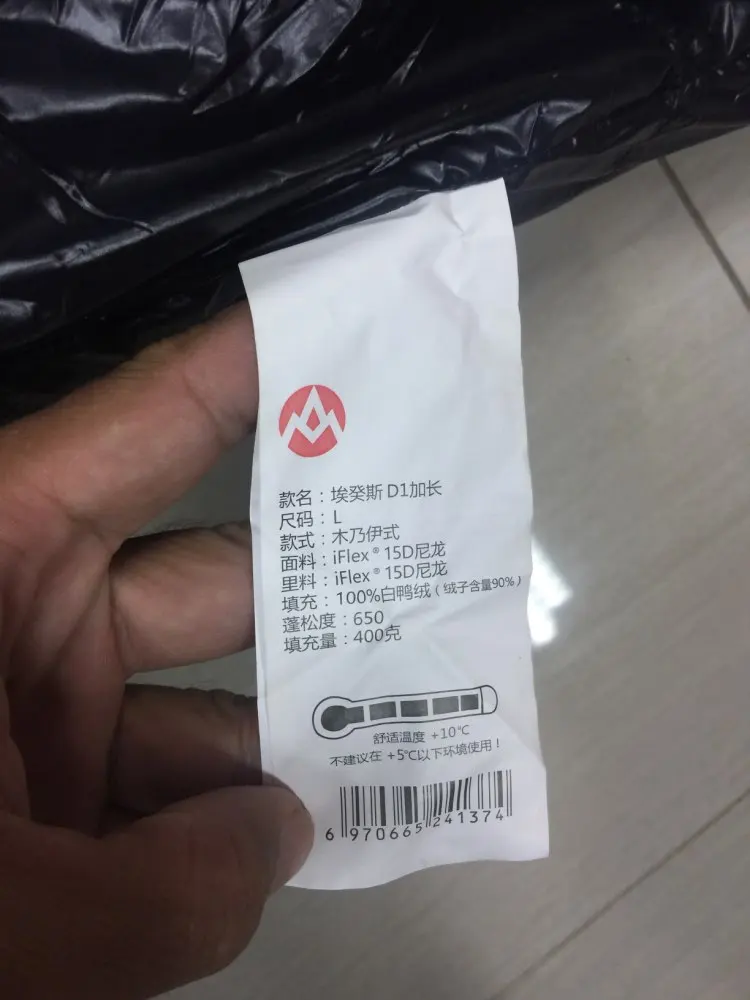 款名：埃癸斯 D1加长
尺码：L
款式：木乃伊式
面料：iFlex® 15D尼龙
里料：iFlex® 15D尼龙
填充：100%白鸭绒（绒子含量90%）
蓬松度：650
填充量：400克
舒适温度 +10℃
不建议在 +5℃以下环境使用！
6 970665 241374